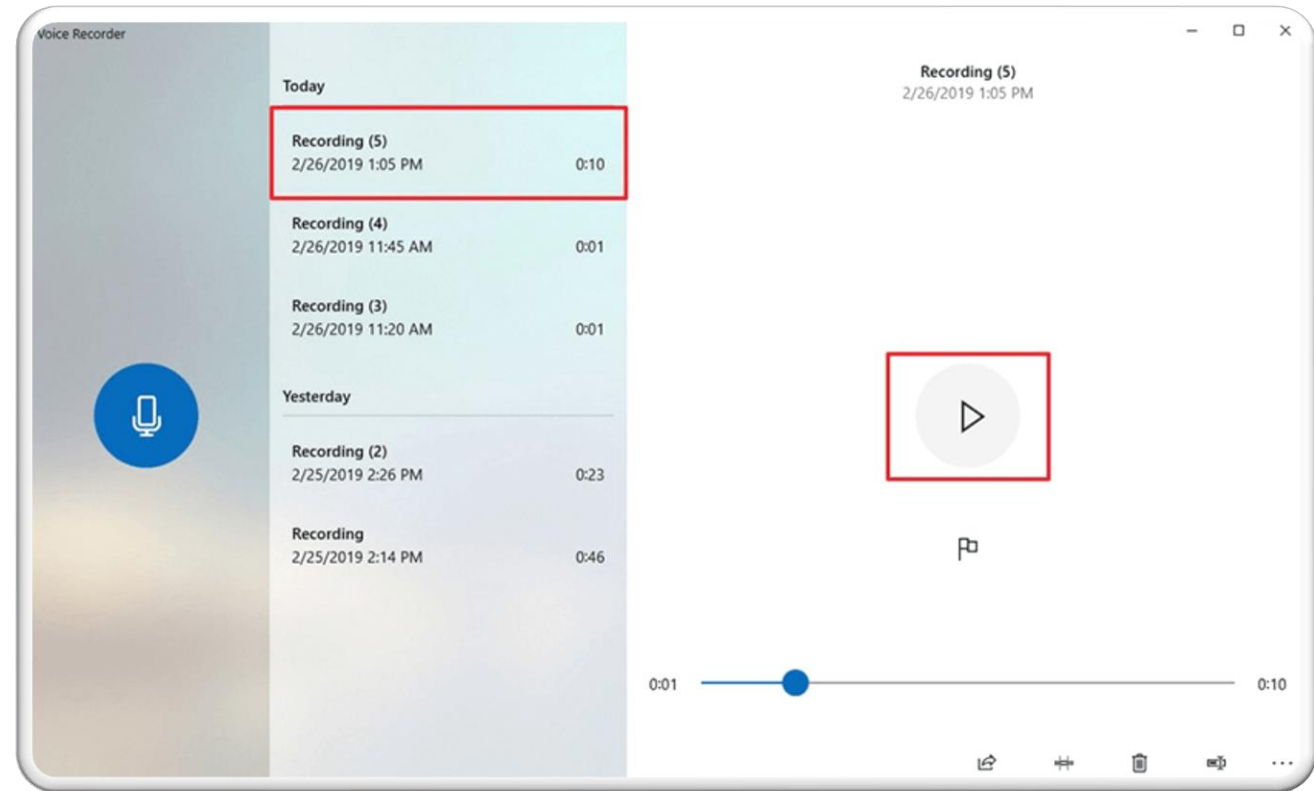 Voice Recorder
Today
Recording (5)
2/26/2019 1:05 PM 0:10
Recording (4)
2/26/2019 11:45 AM 0:01
Recording (3)
2/26/2019 11:20 AM 0:01
Yesterday
Recording (2)
2/25/2019 2:26 PM 0:23
Recording
2/25/2019 2:14 PM 0:46
Recording (5)
2/26/2019 1:05 PM
0:01 0:10